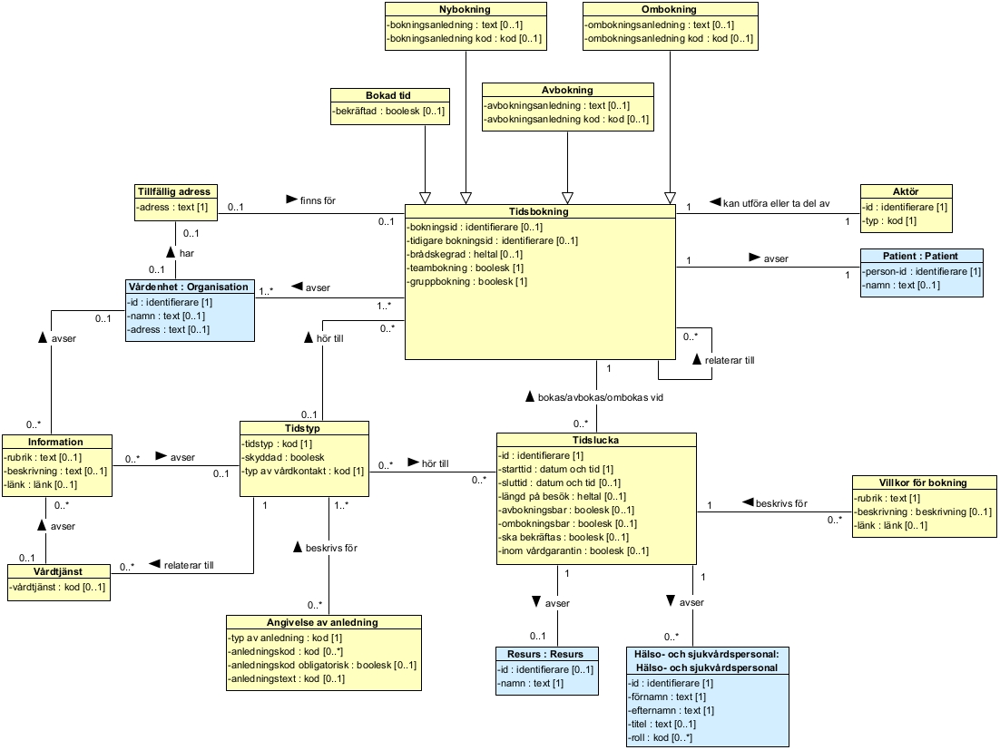 Nybokning
-bokningsanledning : text [0..1]
-bokningsanledning kod : kod [0..1]
Ombokning
-ombokningsanledning : text [0..1]
-ombokningsanledning kod : kod [0..1]
Bokad tid
-bekräftad : boolesk [0..1]
Avbokning
-avbokningsanledning : text [0..1]
-avbokningsanledning kod : kod [0..1]
Tillfällig adress
-adress : text [1]
0..1
finns för
0..1
Tidsbokning
-bokningsid : identifierare [0..1]
-tidigare bokningsid : identifierare [0..1]
-brådskegrad : heltal [0..1]
-teambokning : boolesk [1]
-gruppbokning : boolesk [1]
1
kan utföra eller ta del av
1
Aktör
-id : identifierare [1]
-typ : kod [1]
1
avser
1
Patient : Patient
-person-id : identifierare [1]
-namn : text [0..1]
0..1
har
0..1
Vårdenhet : Organisation
-id : identifierare [1]
-namn : text [0..1]
-adress : text [0..1]
1..*
avser
1..*
0..1
avser
0..*
0..*
hör till
0..1
0..*
relaterar till
1
bokas/avbokas/ombokas vid
0..*
Information
-rubrik : text [0..1]
-beskrivning : text [0..1]
-länk : länk [0..1]
0..*
avser
0..1
Tidstyp
-tidstyp : kod [1]
-skyddad : boolesk
-typ av vårdkontakt : kod [1]
0..*
hör till
0..*
Tidslucka
-id : identifierare [1]
-starttid : datum och tid [1]
-sluttid : datum och tid [0..1]
-längd på besök : heltal [0..1]
-avbokningsbar : boolesk [0..1]
-ombokningsbar : boolesk [0..1]
-ska bekräftas : boolesk [0..1]
-inom vårdgarantin : boolesk [0..1]
1
beskrivs för
0..*
Villkor för bokning
-rubrik : text [1]
-beskrivning : beskrivning [0..1]
-länk : länk [0..1]
0..*
avser
0..1
Vårdtjänst
-vårdtjänst : kod [0..1]
0..*
relaterar till
1
1..*
beskrivs för
0..*
Angivelse av anledning
-typ av anledning : kod [1]
-anledningskod : kod [0..*]
-anledningskod obligatorisk : boolesk [0..1]
-anledningstext : kod [0..1]
1
avser
0..1
Resurs : Resurs
-id : identifierare [0..1]
-namn : text [1]
1
avser
0..*
Hälso- och sjukvårdspersonal:
Hälso- och sjukvårdspersonal
-id : identifierare [1]
-förnamn : text [1]
-efternamn : text [1]
-titel : text [0..1]
-roll : kod [0..*]